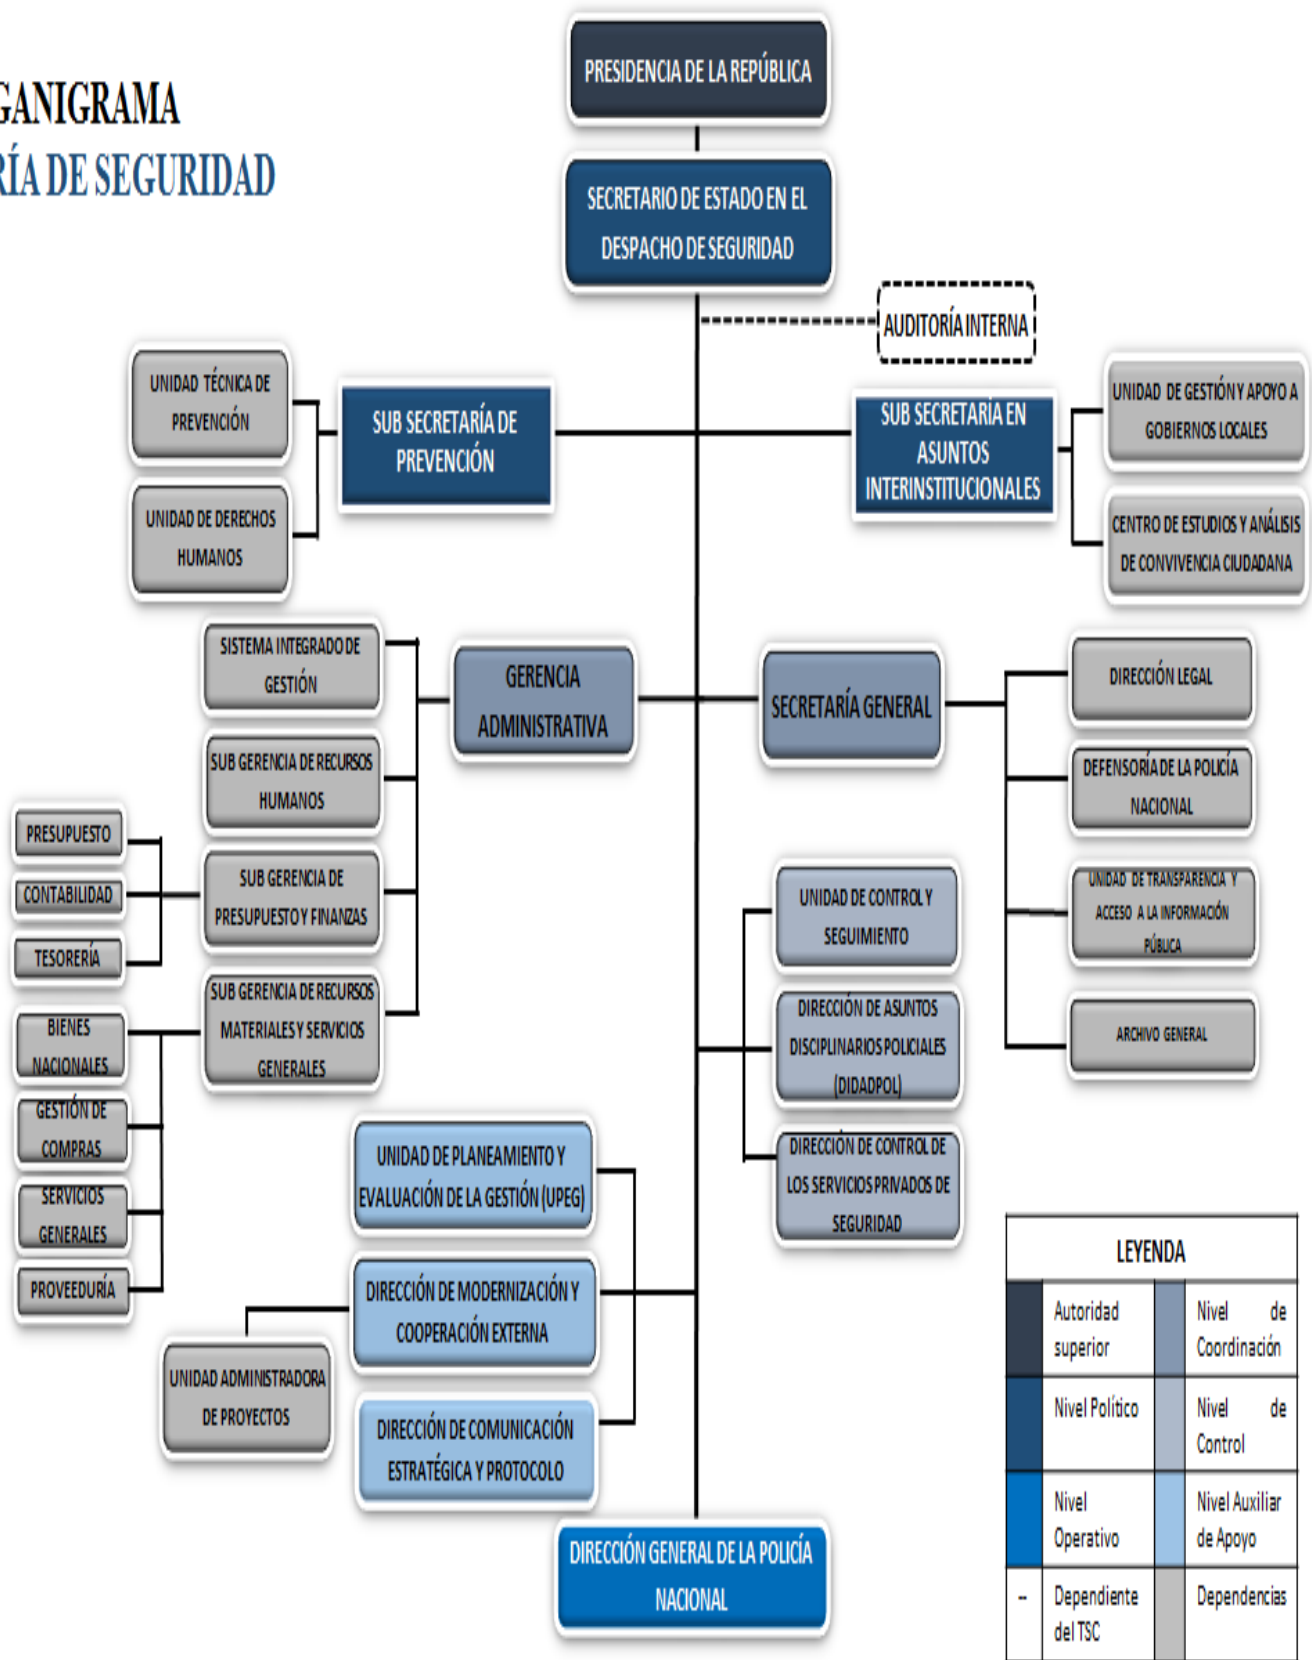 GANIGRAMA
RÍA DE SEGURIDAD
PRESIDENCIA DE LA REPÚBLICA
SECRETARIO DE ESTADO EN EL
DESPACHO DE SEGURIDAD
AUDITORÍA INTERNA
UNIDAD TÉCNICA DE
PREVENCIÓN
UNIDAD DE DERECHOS
HUMANOS
SUB SECRETARÍA DE
PREVENCIÓN
SUB SECRETARÍA EN
ASUNTOS
INTERINSTITUCIONALES
UNIDAD DE GESTIÓN Y APOYO A
GOBIERNOS LOCALES
CENTRO DE ESTUDIOS Y ANÁLISIS
DE CONVIVENCIA CIUDADANA
SISTEMA INTEGRADO DE
GESTIÓN
SUB GERENCIA DE RECURSOS
HUMANOS
SUB GERENCIA DE
PRESUPUESTO Y FINANZAS
SUB GERENCIA DE RECURSOS
MATERIALES Y SERVICIOS
GENERALES
GERENCIA
ADMINISTRATIVA
SECRETARÍA GENERAL
DIRECCIÓN LEGAL
DEFENSORÍA DE LA POLICÍA
NACIONAL
UNIDAD DE TRANSPARENCIA Y
ACCESO A LA INFORMACIÓN
PÚBLICA
ARCHIVO GENERAL
PRESUPUESTO
CONTABILIDAD
TESORERÍA
BIENES
NACIONALES
GESTIÓN DE
COMPRAS
SERVICIOS
GENERALES
PROVEEDURÍA
UNIDAD DE CONTROL Y
SEGUIMIENTO
DIRECCIÓN DE ASUNTOS
DISCIPLINARIOS POLICIALES
(DIDADPOL)
DIRECCIÓN DE CONTROL DE
LOS SERVICIOS PRIVADOS DE
SEGURIDAD
UNIDAD DE PLANEAMIENTO Y
EVALUACIÓN DE LA GESTIÓN (UPEG)
DIRECCIÓN DE MODERNIZACIÓN Y
COOPERACIÓN EXTERNA
DIRECCIÓN DE COMUNICACIÓN
ESTRATÉGICA Y PROTOCOLO
UNIDAD ADMINISTRADORA
DE PROYECTOS
DIRECCIÓN GENERAL DE LA POLICÍA
NACIONAL
LEYENDA
Autoridad
superior
Nivel de
Coordinación
Nivel Político
Nivel de
Control
Nivel
Operativo
Nivel Auxiliar
de Apoyo
--
Dependiente
del TSC
Dependencias